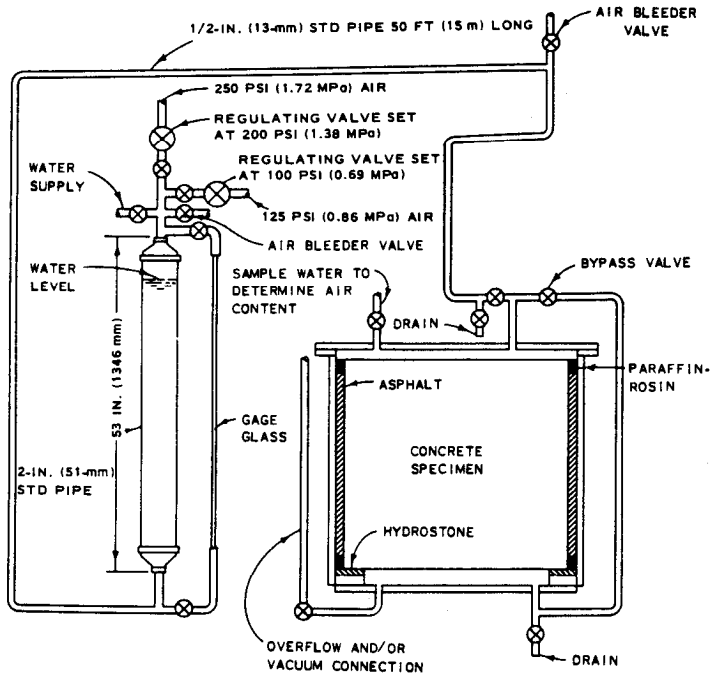 AIR BLEEDER
VALVE
1/2-IN. (13-mm) STD PIPE 50 FT (15 m) LONG
250 PSI (1.72 MPa) AIR
REGULATING VALVE SET
AT 200 PSI (1.38 MPa)
REGULATING VALVE SET
AT 100 PSI (0.69 MPa)
WATER
SUPPLY
125 PSI (0.86 MPa) AIR
AIR BLEEDER VALVE
WATER
LEVEL
SAMPLE WATER TO
DETERMINE AIR
CONTENT
BYPASS VALVE
DRAIN
PARAFFIN-
ROSIN
ASPHALT
53 IN. (1346 mm)
GAGE
GLASS
CONCRETE
SPECIMEN
2-IN. (51-mm)
STD PIPE
HYDROSTONE
OVERFLOW AND/OR
VACUUM CONNECTION
DRAIN